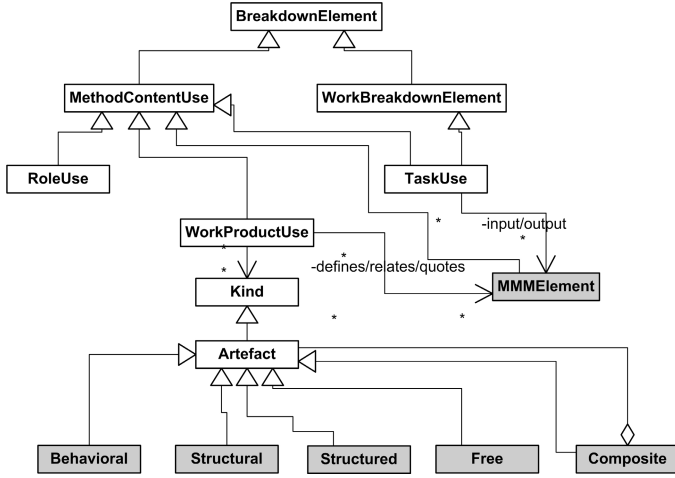 BreakdownElement
MethodContentUse
WorkBreakdownElement
RoleUse
TaskUse
*
-input/output
WorkProductUse
*
*
*
-defines/relates/quotes
*
Kind
MMMElement
*
*
Artefact
Behavioral
Structural
Structured
Free
Composite